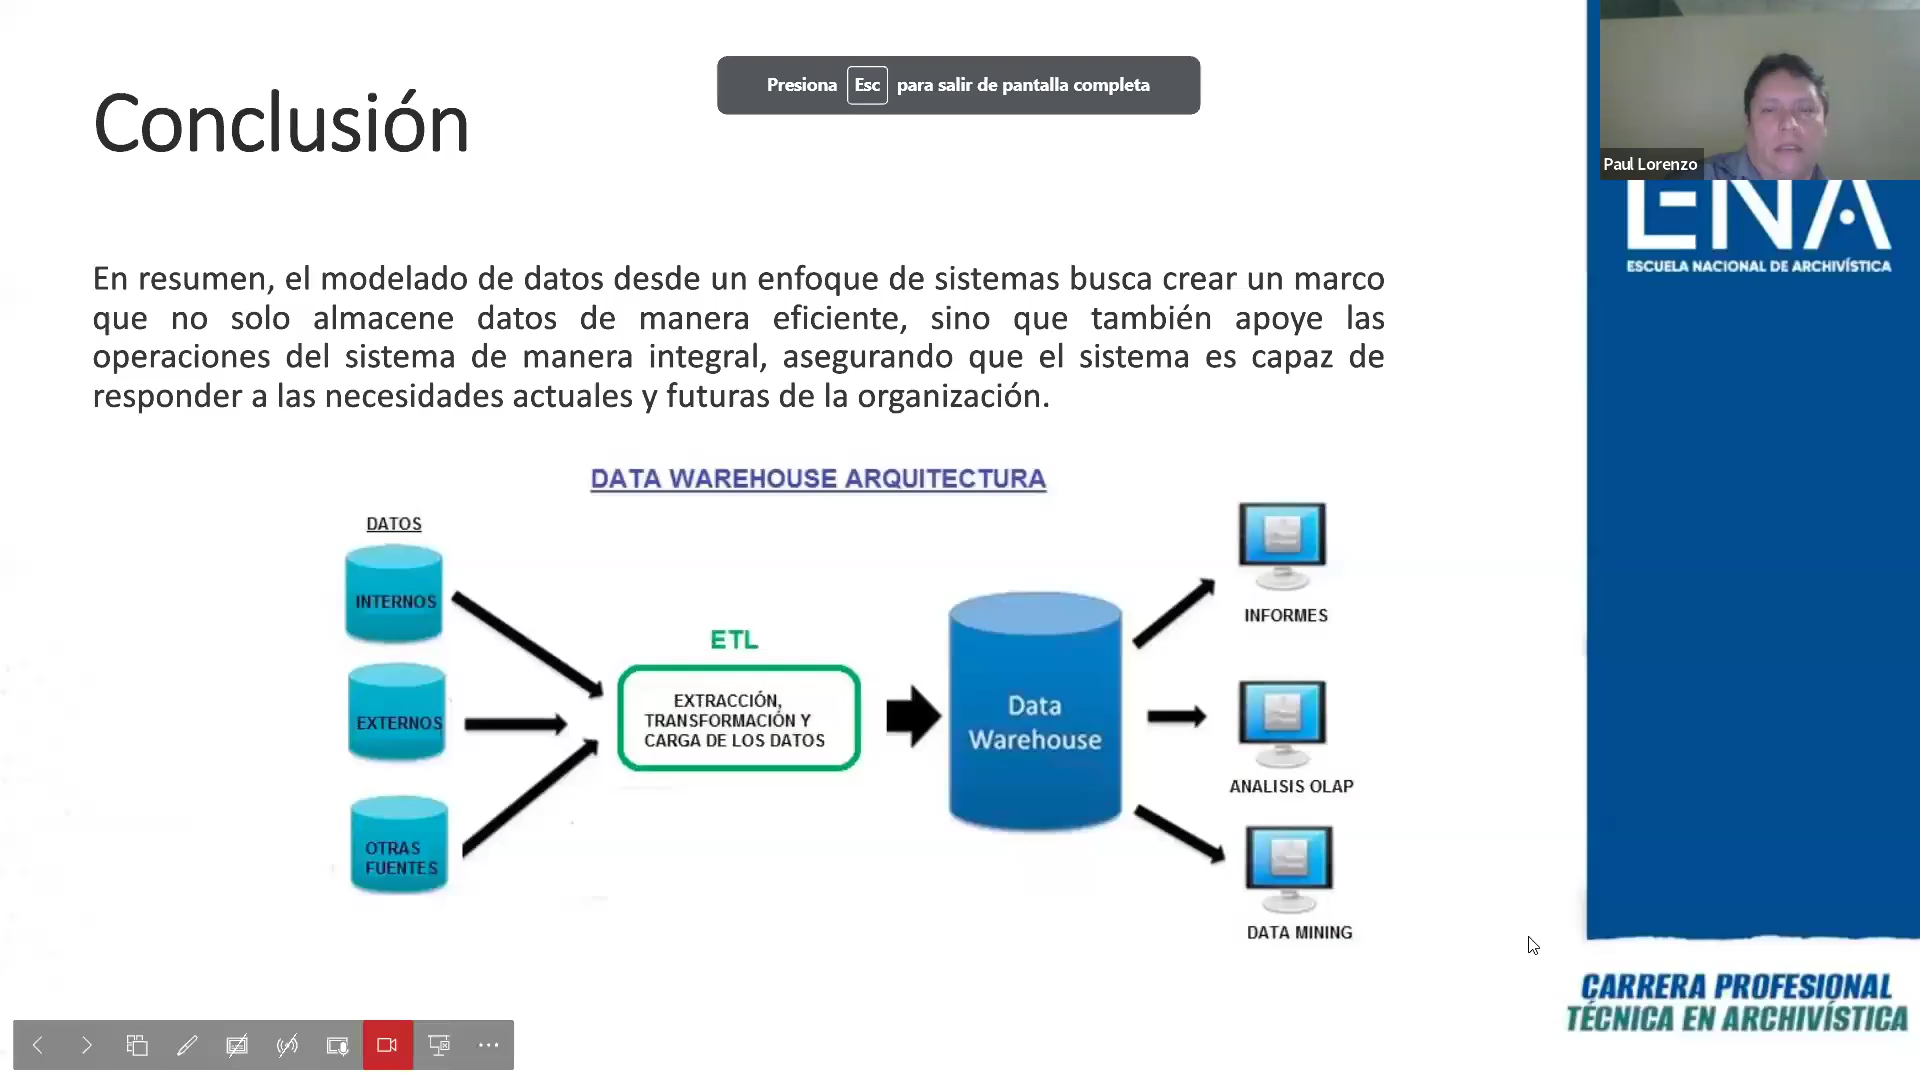 Conclusión
Presiona Esc para salir de pantalla completa
Paul Lorenzo
ENA
ESCUELA NACIONAL DE ARCHIVÍSTICA
En resumen, el modelado de datos desde un enfoque de sistemas busca crear un marco
que no solo almacene datos de manera eficiente, sino que también apoye las
operaciones del sistema de manera integral, asegurando que el sistema es capaz de
responder a las necesidades actuales y futuras de la organización.
DATA WAREHOUSE ARQUITECTURA
DATOS
INTERNOS
EXTERNOS
OTRAS
FUENTES
ETL
EXTRACCIÓN,
TRANSFORMACIÓN Y
CARGA DE LOS DATOS
Data
Warehouse
INFORMES
ANALISIS OLAP
DATA MINING
CARRERA PROFESIONAL
TÉCNICA EN ARCHIVÍSTICA